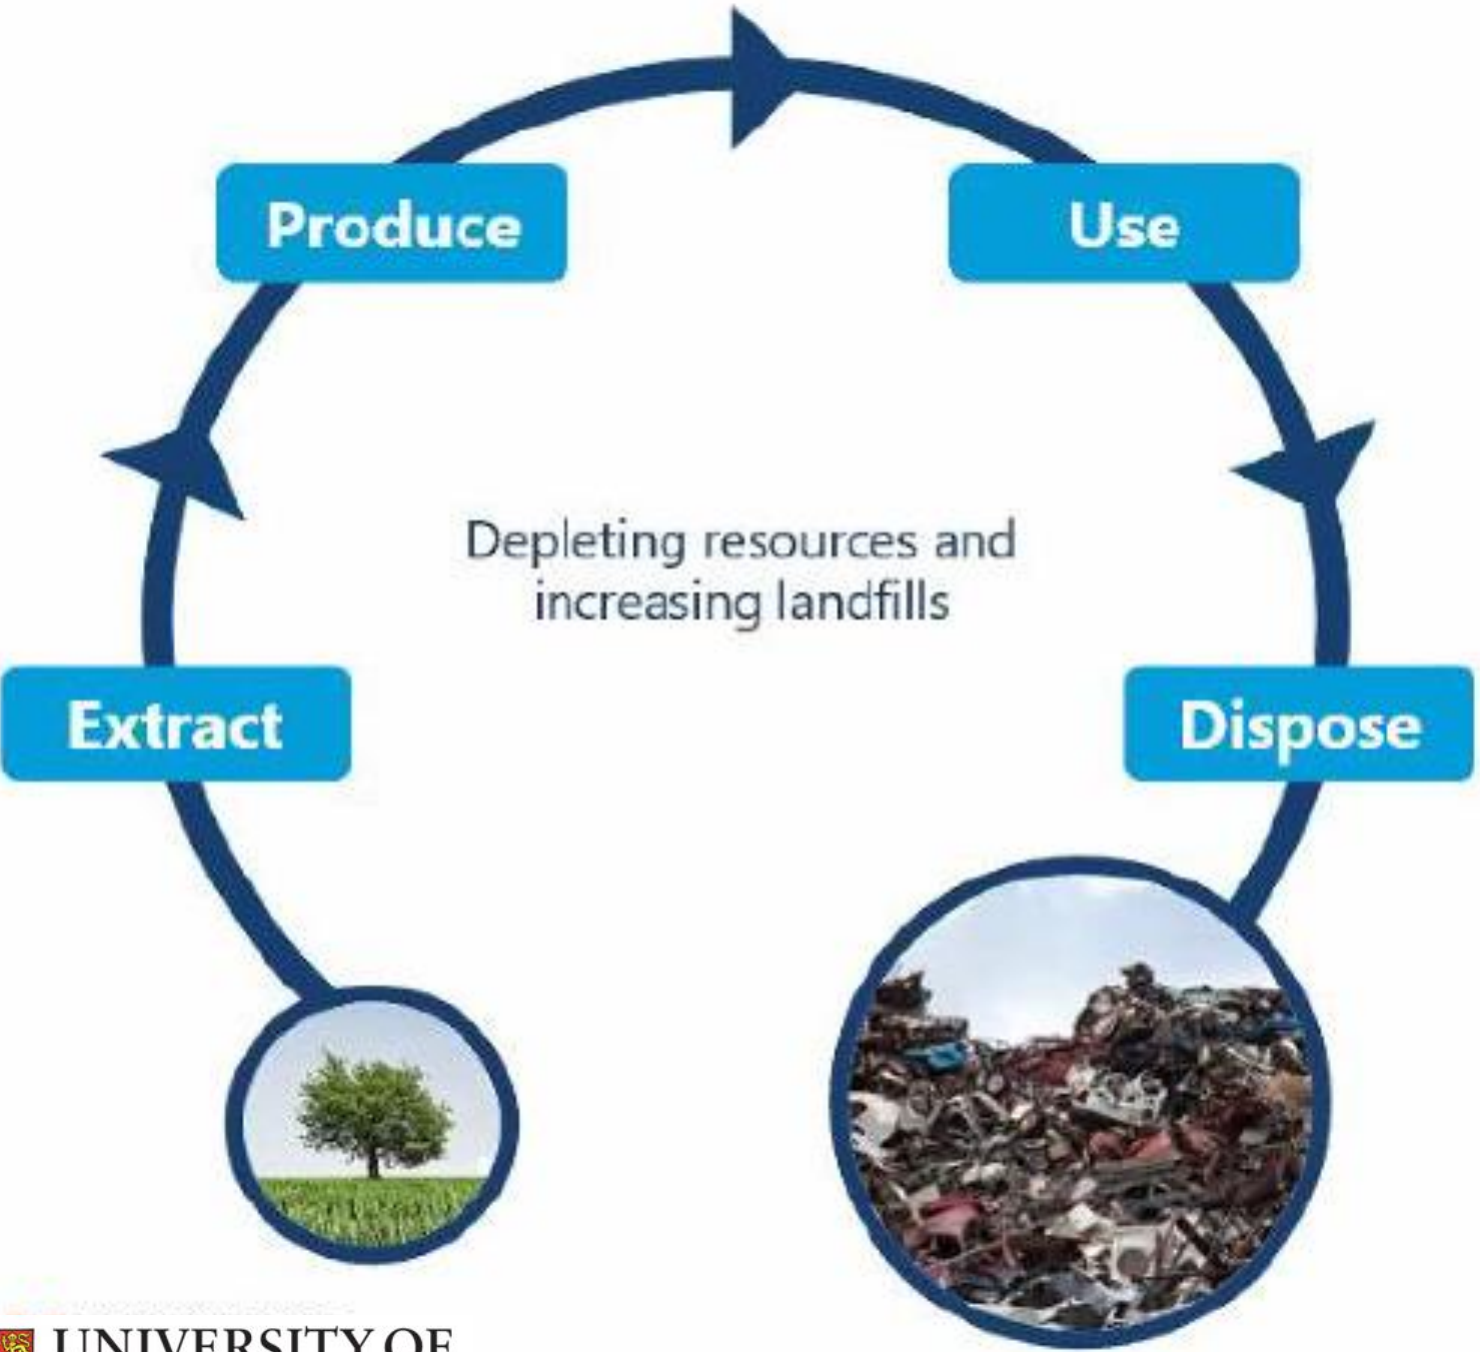 Produce
Use
Depleting resources and
increasing landfills
Extract
Dispose
UNIVERSITY OF